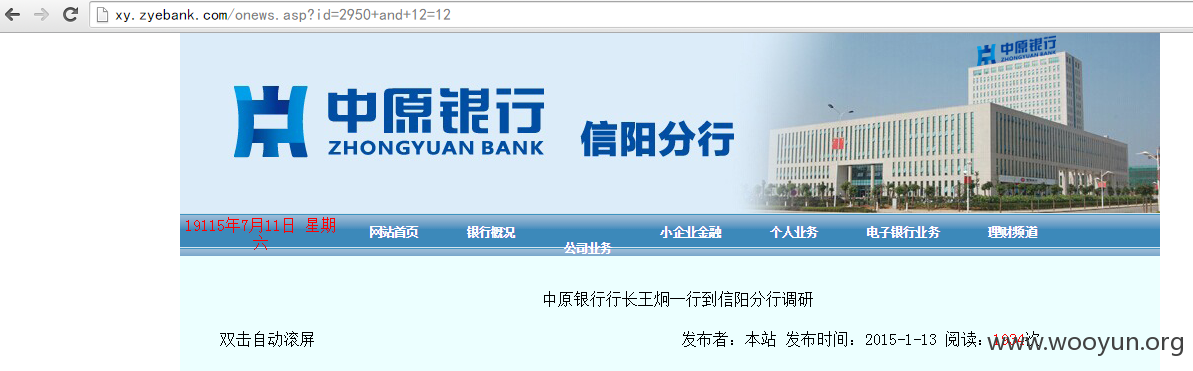 xy.zyebank.com/onews.asp?id=2950+and+12=12
中原银行
ZHONGYUAN BANK
信阳分行
中原银行
ZHONGYUAN BANK
19115年7月11日 星期
六
网站首页 银行概况 公司业务 小企业金融 个人业务 电子银行业务 理财频道
中原银行行长王炯一行到信阳分行调研
双击自动滚屏
发布者：本站 发布时间：2015-1-13 阅读：1934次
www.wooyun.org